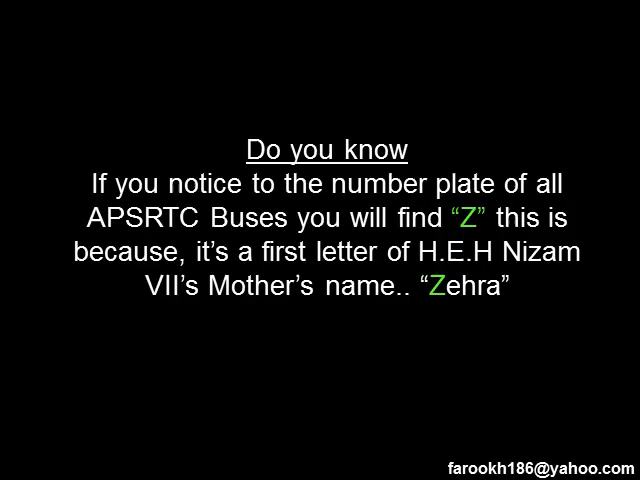 Do you know
If you notice to the number plate of all
APSRTC Buses you will find “Z” this is
because, it’s a first letter of H.E.H Nizam
VII’s Mother’s name.. “Zehra”
farookh186@yahoo.com